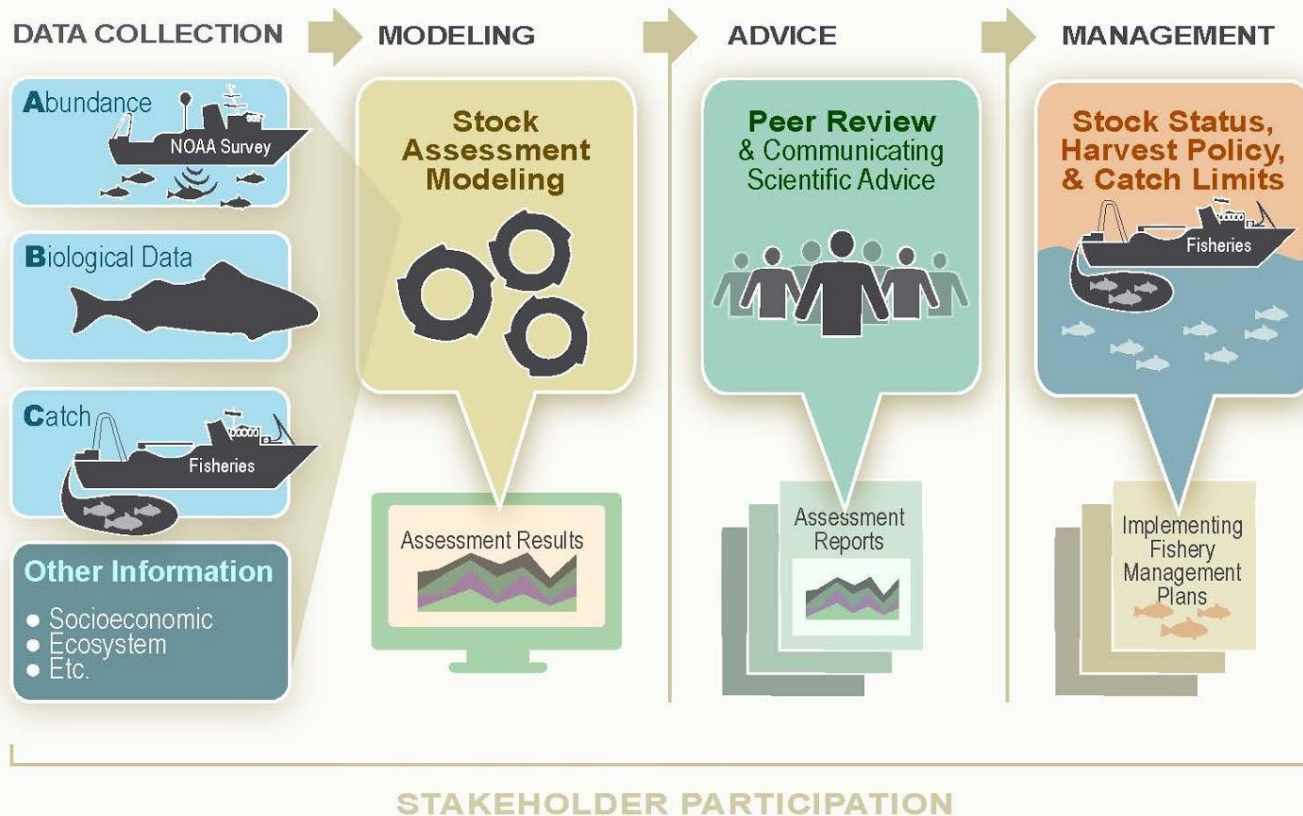 DATA COLLECTION
MODELING
ADVICE
MANAGEMENT
Abundance
NOAA Survey
Biological Data
Catch
Fisheries
Other Information
● Socioeconomic
● Ecosystem
● Etc.
Stock
Assessment
Modeling
Assessment Results
Peer Review
& Communicating
Scientific Advice
Assessment
Reports
Stock Status,
Harvest Policy,
& Catch Limits
Fisheries
Implementing
Fishery
Management
Plans
STAKEHOLDER PARTICIPATION